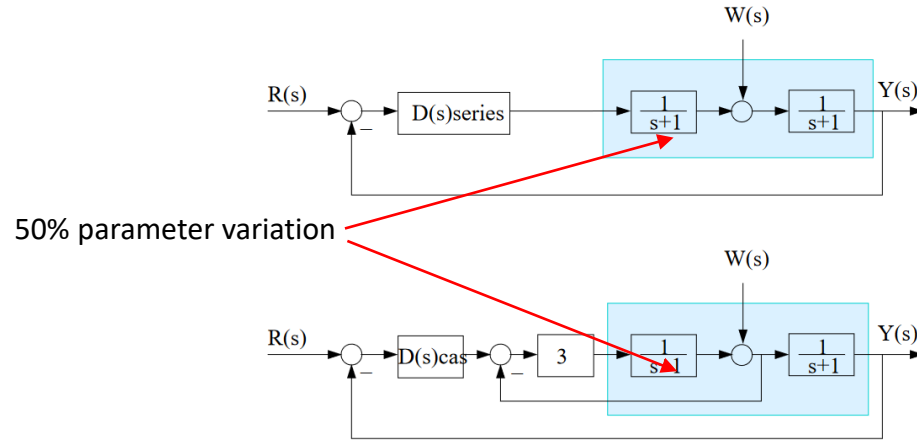 W(s)
R(s)
Y(s)
D(s)series
1
s+1
1
s+1
–
50% parameter variation
W(s)
R(s)
Y(s)
D(s)cas
3
1
s+1
1
s+1
–
–